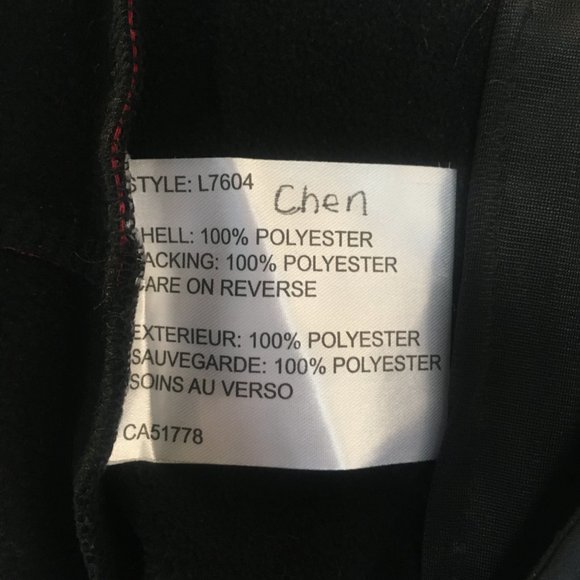 STYLE: L7604 Chen
HELL: 100% POLYESTER
ACKING: 100% POLYESTER
CARE ON REVERSE
EXTERIEUR: 100% POLYESTER
SAUVEGARDE: 100% POLYESTER
SOINS AU VERSO
CA51778